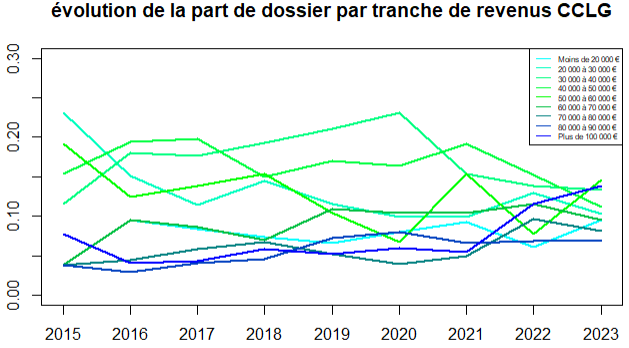 évolution de la part de dossier par tranche de revenus CCLG
0.30
0.20
0.10
0.00
Moins de 20 000 €
20 000 à 30 000 €
30 000 à 40 000 €
40 000 à 50 000 €
50 000 à 60 000 €
60 000 à 70 000 €
70 000 à 80 000 €
80 000 à 90 000 €
Plus de 100 000 €
2015 2016 2017 2018 2019 2020 2021 2022 2023